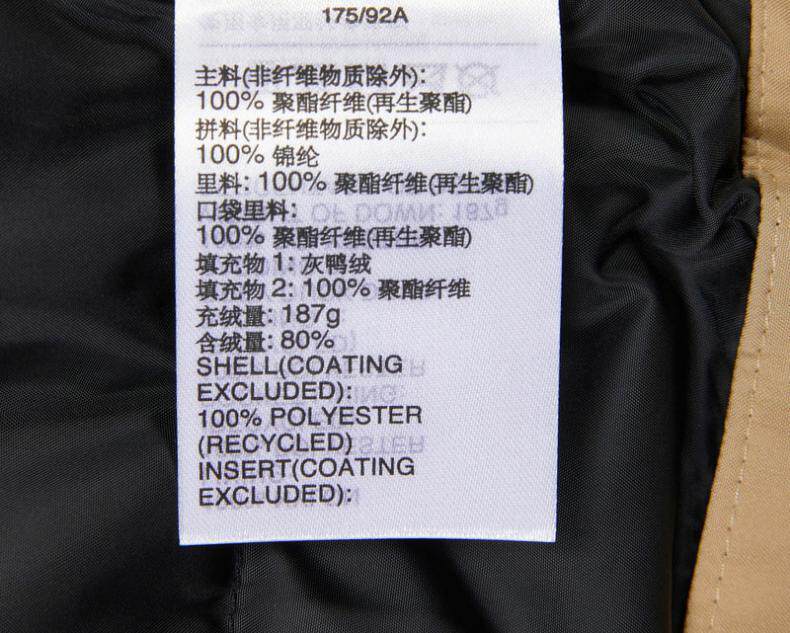 175/92A
主料(非纤维物质除外):
100% 聚酯纤维(再生聚酯)
拼料(非纤维物质除外):
100% 锦纶
里料: 100% 聚酯纤维(再生聚酯)
口袋里料:
100% 聚酯纤维(再生聚酯)
填充物 1: 灰鸭绒
填充物 2: 100% 聚酯纤维
充绒量: 187g
含绒量: 80%
SHELL(COATING
EXCLUDED):
100% POLYESTER
(RECYCLED)
INSERT(COATING
EXCLUDED):